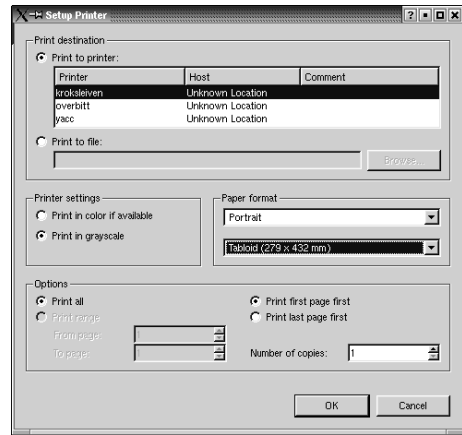 Setup Printer
Print destination
Print to printer:
Printer Host Comment
kroksleiven Unknown Location
overbitt Unknown Location
yacc Unknown Location
Print to file:
Browse...
Printer settings
Print in color if available
Print in grayscale
Paper format
Portrait
Tabloid (279 x 432 mm)
Options
Print all
Print range
From page: 1
To page: 1
Print first page first
Print last page first
Number of copies: 1
OK Cancel